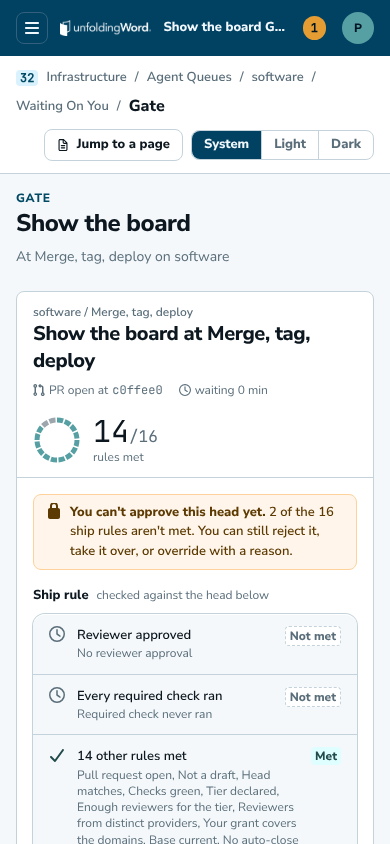 unfoldingWord.
Show the board G...
1
P
32 Infrastructure / Agent Queues / software /
Waiting On You / Gate
Jump to a page
System
Light
Dark
GATE
Show the board
At Merge, tag, deploy on software
software / Merge, tag, deploy
Show the board at Merge, tag,
deploy
PR open at c0ffee0
waiting 0 min
14/16
rules met
You can't approve this head yet. 2 of the 16
ship rules aren't met. You can still reject it,
take it over, or override with a reason.
Ship rule checked against the head below
Reviewer approved
Not met
No reviewer approval
Every required check ran
Not met
Required check never ran
14 other rules met
Met
Pull request open, Not a draft, Head
matches, Checks green, Tier declared,
Enough reviewers for the tier, Reviewers
from distinct providers, Your grant covers
the domains, Base current, No auto-close